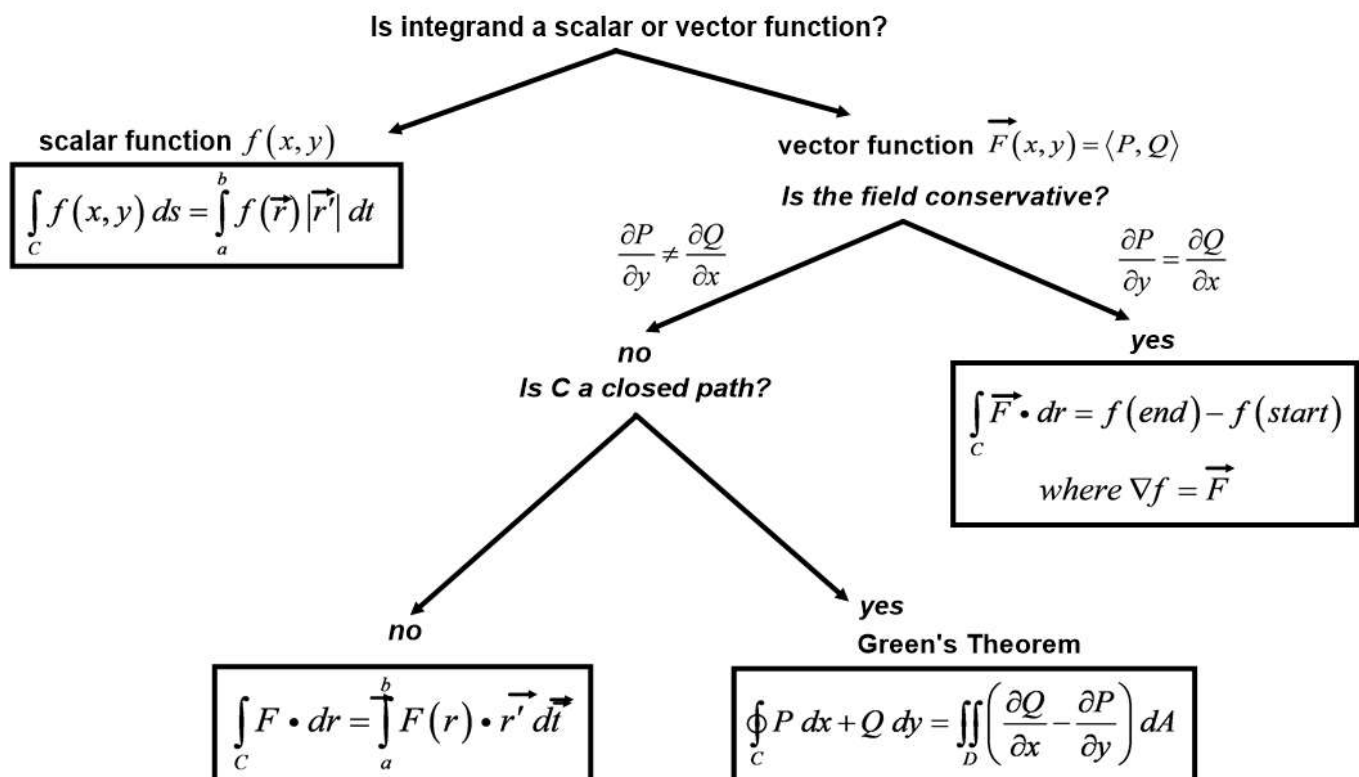 Is integrand a scalar or vector function?
scalar function f(x, y)
∫_C f(x, y) ds = ∫_a^b f(r⃗) |r⃗'| dt
vector function F⃗(x, y) = ⟨P, Q⟩
Is the field conservative?
∂P/∂y ≠ ∂Q/∂x
∂P/∂y = ∂Q/∂x
no
Is C a closed path?
yes
∫_C F⃗ • dr = f(end) − f(start)
where ∇f = F⃗
no
∫_C F • dr = ∫_a^b F(r) • r⃗' dt⃗
yes
Green's Theorem
∮_C P dx + Q dy = ∬_D (∂Q/∂x − ∂P/∂y) dA